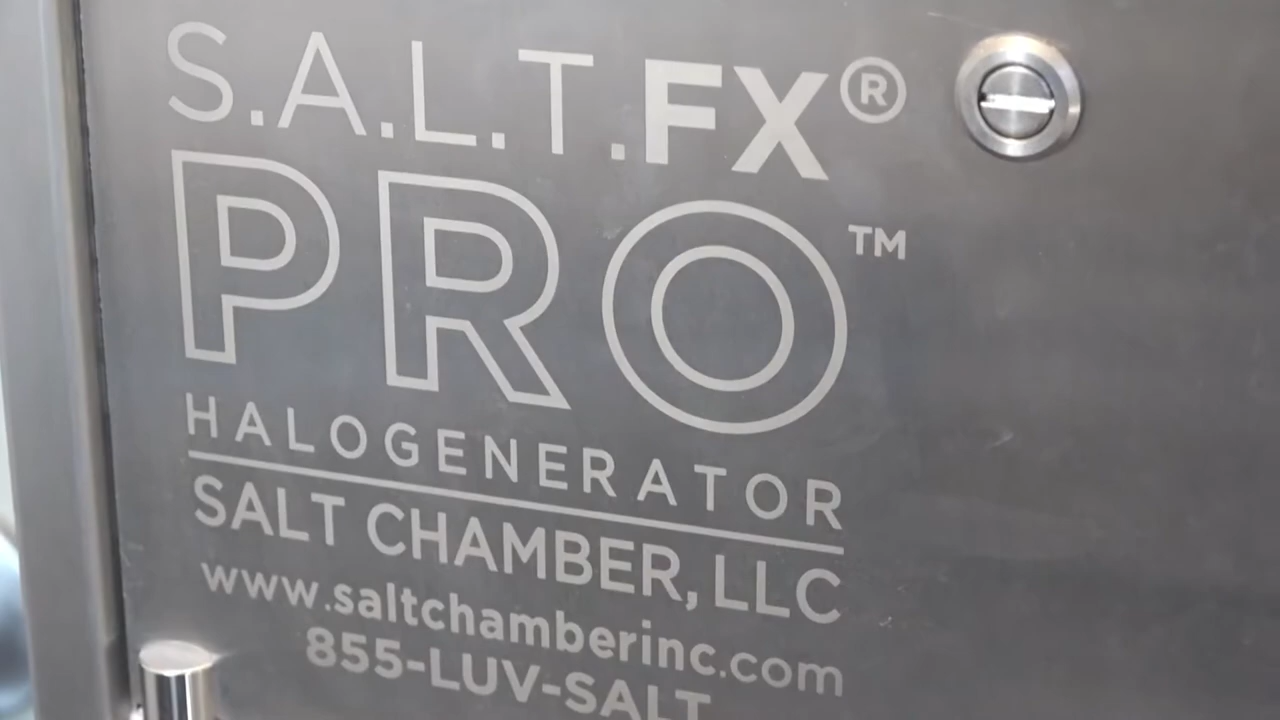 S.A.L.T.FX®
PRO™
HALOGENERATOR
SALT CHAMBER, LLC
www.saltchamberinc.com
855-LUV-SALT